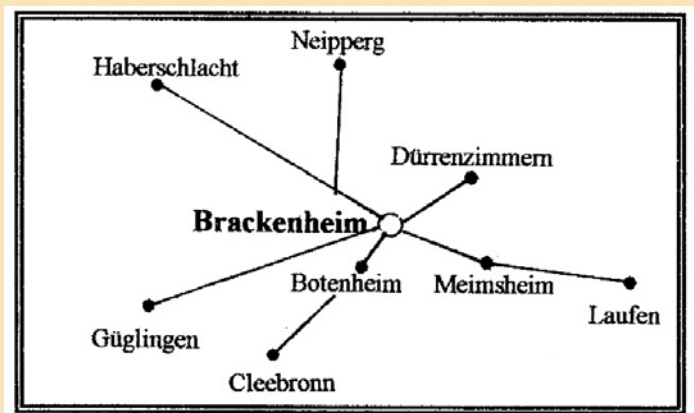 Neipperg
Haberschlacht
Dürrenzimmern
Brackenheim
Botenheim
Meimsheim
Laufen
Güglingen
Cleebronn